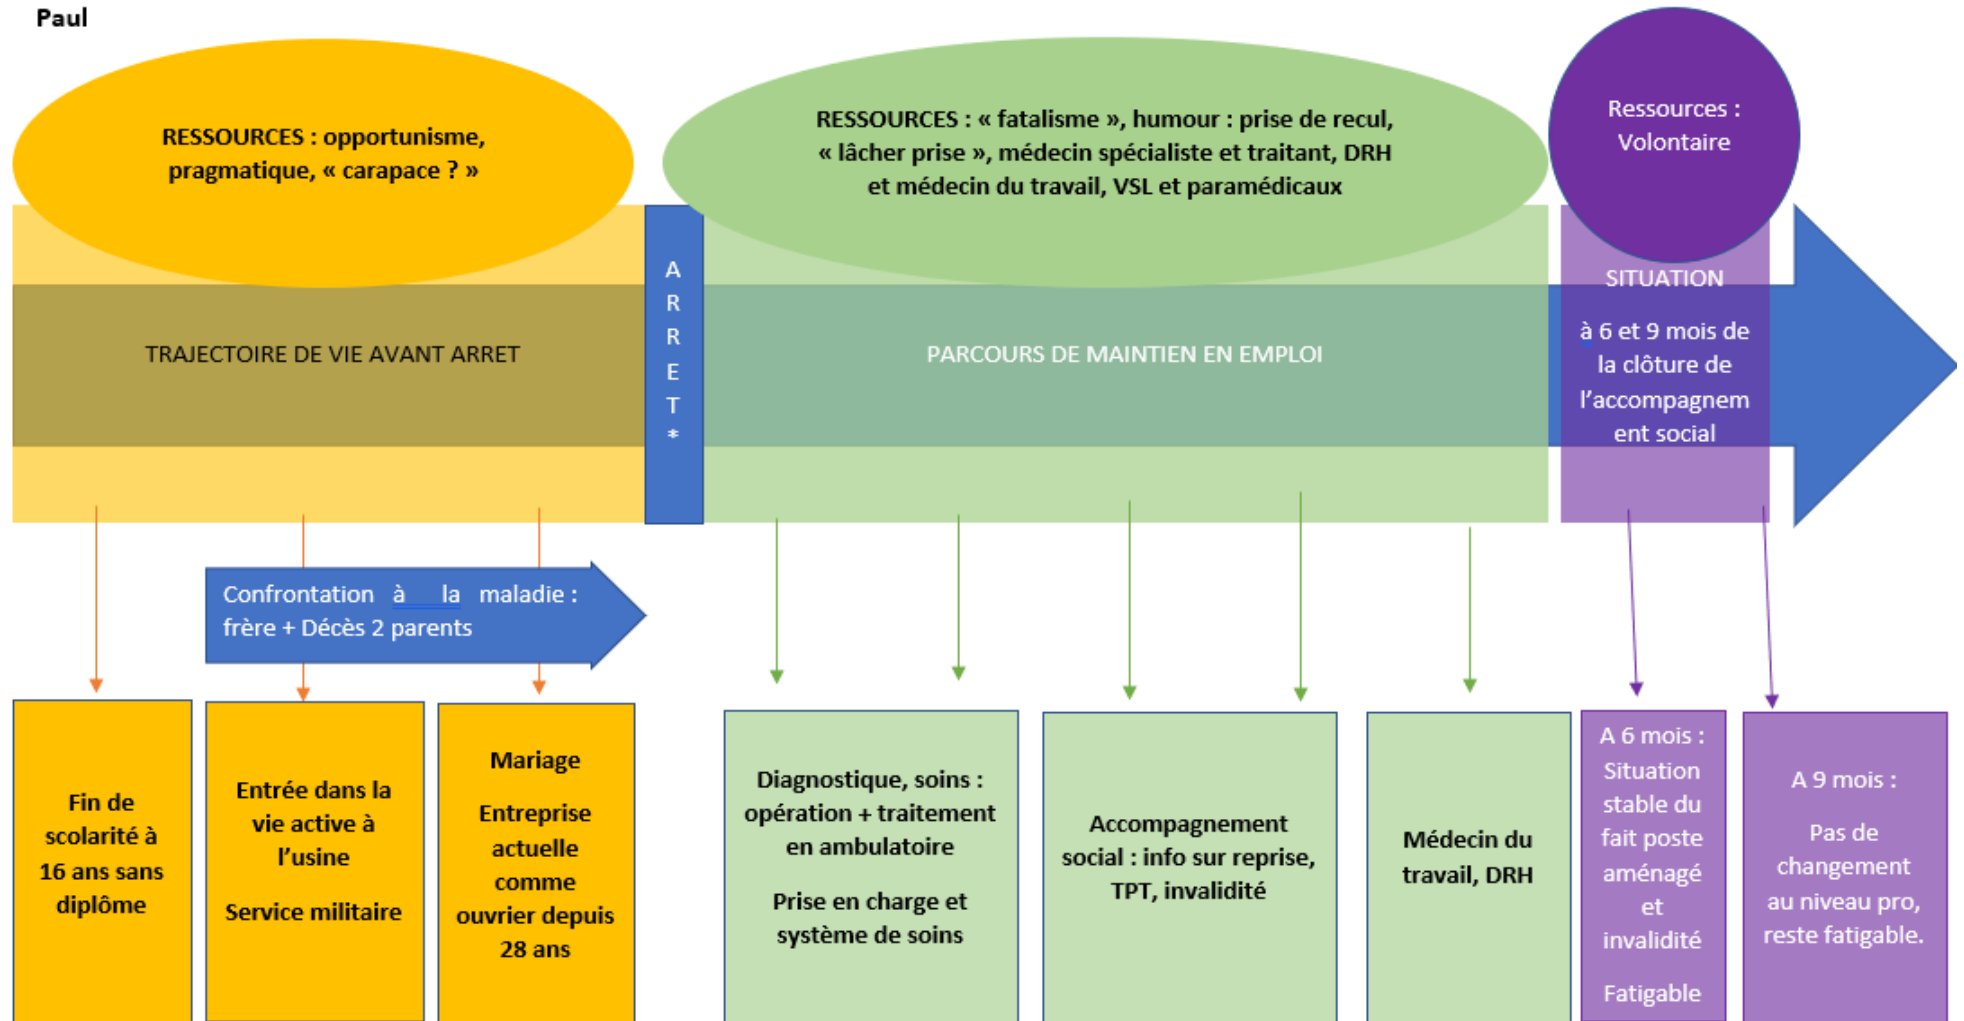 Paul
RESSOURCES : opportunisme,
pragmatique, « carapace ? »
RESSOURCES : « fatalisme », humour : prise de recul,
« lâcher prise », médecin spécialiste et traitant, DRH
et médecin du travail, VSL et paramédicaux
Ressources :
Volontaire
TRAJECTOIRE DE VIE AVANT ARRET
A
R
R
E
T
*
PARCOURS DE MAINTIEN EN EMPLOI
SITUATION
à 6 et 9 mois de
la clôture de
l’accompagnem
ent social
Confrontation à la maladie :
frère + Décès 2 parents
Fin de
scolarité à
16 ans sans
diplôme
Entrée dans la
vie active à
l’usine
Service militaire
Mariage
Entreprise
actuelle
comme
ouvrier depuis
28 ans
Diagnostique, soins :
opération + traitement
en ambulatoire
Prise en charge et
système de soins
Accompagnement
social : info sur reprise,
TPT, invalidité
Médecin du
travail, DRH
A 6 mois :
Situation
stable du
fait poste
aménagé
et
invalidité
Fatigable
A 9 mois :
Pas de
changement
au niveau pro,
reste fatigable.